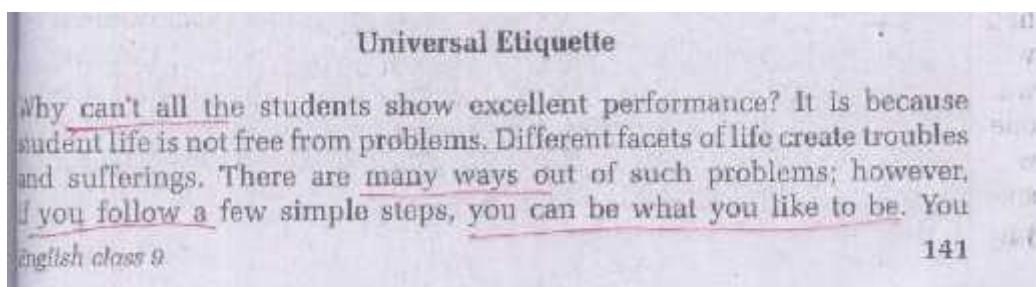 Universal Etiquette
Why can't all the students show excellent performance? It is because
student life is not free from problems. Different facets of life create troubles
and sufferings. There are many ways out of such problems; however,
if you follow a few simple steps, you can be what you like to be. You
English class 9
141